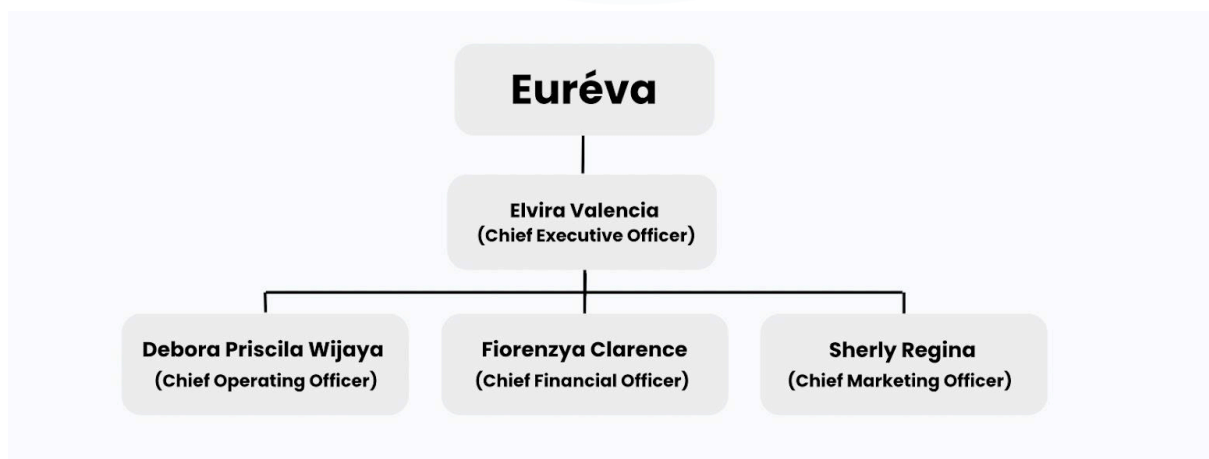 Euréva
Elvira Valencia
(Chief Executive Officer)
Debora Priscila Wijaya
(Chief Operating Officer)
Fiorenzya Clarence
(Chief Financial Officer)
Sherly Regina
(Chief Marketing Officer)